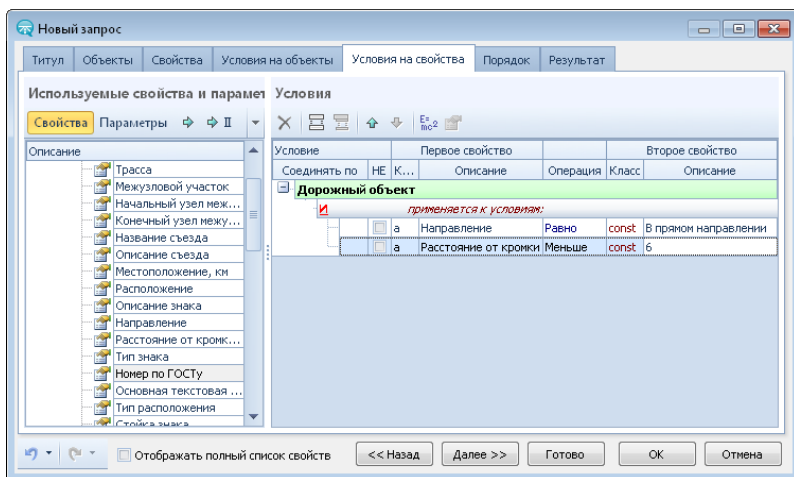 Новый запрос
Титул Объекты Свойства Условия на объекты Условия на свойства Порядок Результат
Используемые свойства и парамет
Свойства Параметры II
Описание
Трасса
Межузловой участок
Начальный узел меж...
Конечный узел межу...
Название съезда
Описание съезда
Местоположение, км
Расположение
Описание знака
Направление
Расстояние от кромк...
Тип знака
Номер по ГОСТу
Основная текстовая ...
Тип расположения
Стойка знака
Условия
E= mc2
Условие Первое свойство Второе свойство
Соединять по НЕ К... Описание Операция Класс Описание
Дорожный объект
И применяется к условиям:
а Направление Равно const В прямом направлении
а Расстояние от кромки Меньше const 6
Отображать полный список свойств << Назад Далее >> Готово ОК Отмена